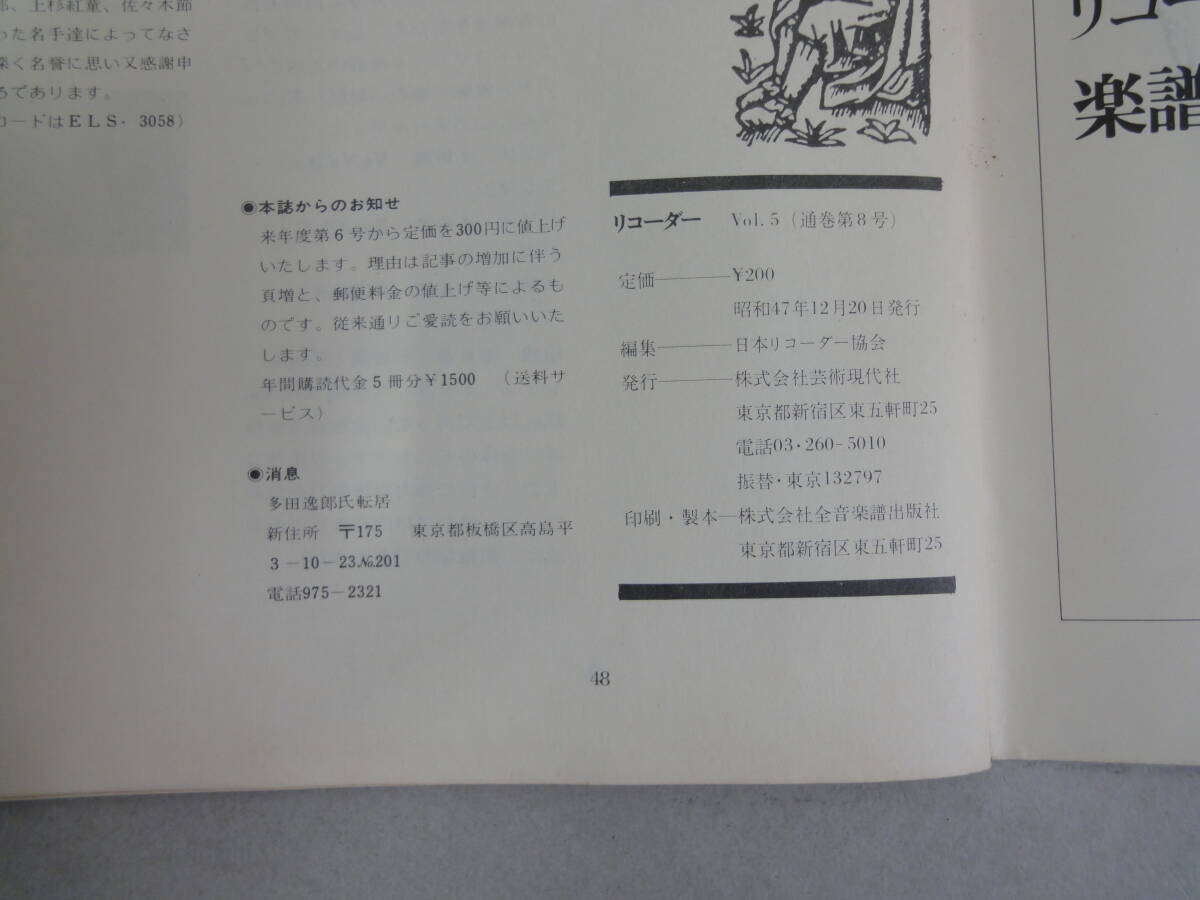 郎、上杉紅童、佐々木節
った名手達によってなさ
深く名誉に思い又感謝申
ろであります。
コードはELS- 3058）
◉本誌からのお知せ
来年度第6号から定価を300円に値上げ
いたします。理由は記事の増加に伴う
頁増と、郵便料金の値上げ等によるも
のです。従来通りご愛読をお願いいた
します。
年間購読代金5冊分￥1500　（送料サ
ービス）
◉消息
多田逸郎氏転居
新住所　〒175　東京都板橋区高島平
3－10－23№201
電話975－2321
リコーダー　Vol. 5（通巻第8号）
定価―――¥200
昭和47年12月20日発行
編集―――日本リコーダー協会
発行―――株式会社芸術現代社
東京都新宿区東五軒町25
電話03・260-5010
振替・東京132797
印刷・製本―株式会社全音楽譜出版社
東京都新宿区東五軒町25
48
リコー
楽譜